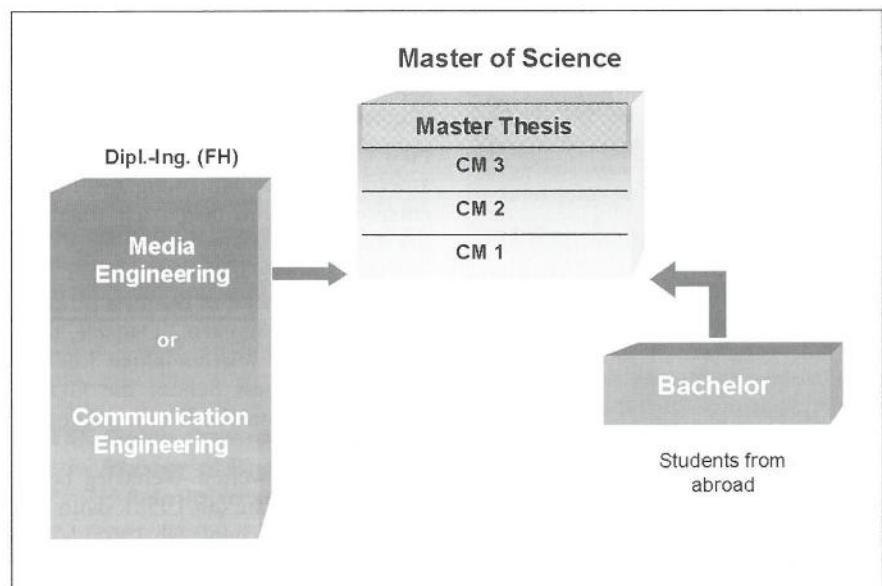 Master of Science
Master Thesis
CM 3
CM 2
CM 1
Dipl.-Ing. (FH)
Media
Engineering
or
Communication
Engineering
Bachelor
Students from
abroad